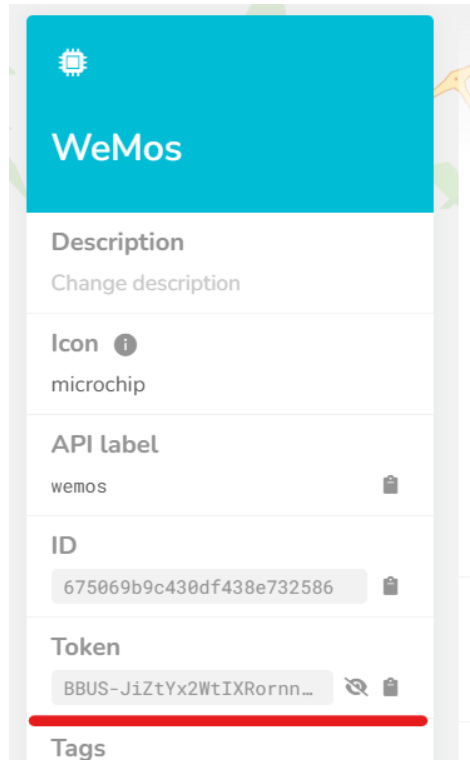 WeMos
Description
Change description
Icon
microchip
API label
wemos
ID
675069b9c430df438e732586
Token
BBUS-JiZtYx2WtIXRornn…
Tags